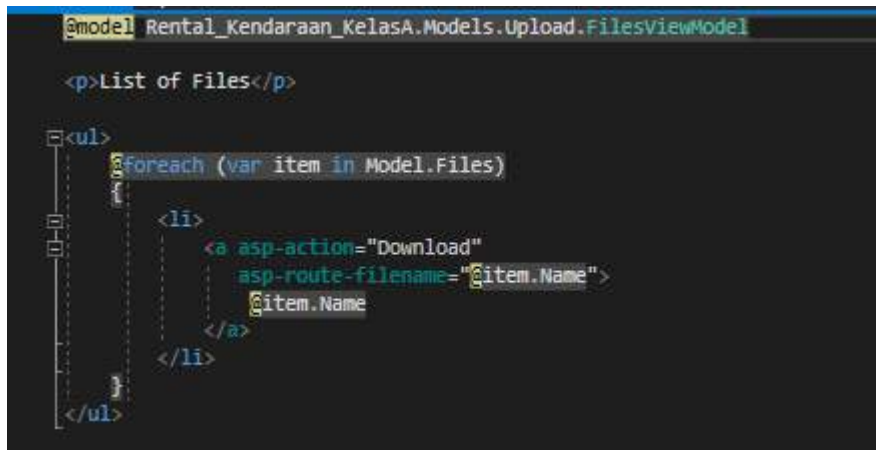 @model Rental_Kendaraan_KelasA.Models.Upload.FilesViewModel
<p>List of Files</p>
<ul>
@foreach (var item in Model.Files)
{
<li>
<a asp-action="Download"
asp-route-filename="@item.Name">
@item.Name
</a>
</li>
}
</ul>